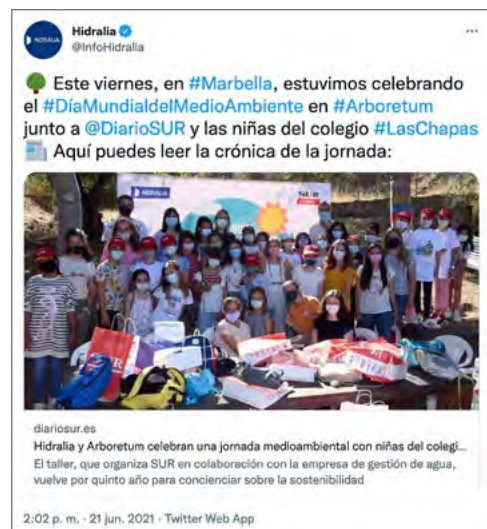 Hidralia
@InfoHidralia
HIDRALIA
🌳 Este viernes, en #Marbella, estuvimos celebrando
el #DíaMundialdelMedioAmbiente en #Arboretum
junto a @DiarioSUR y las niñas del colegio #LasChapas
📰 Aquí puedes leer la crónica de la jornada:
HIDRALIA
SUR
diariosur.es
Hidralia y Arboretum celebran una jornada medioambiental con niñas del colegi...
El taller, que organiza SUR en colaboración con la empresa de gestión de agua,
vuelve por quinto año para concienciar sobre la sostenibilidad
2:02 p. m. · 21 jun. 2021 · Twitter Web App